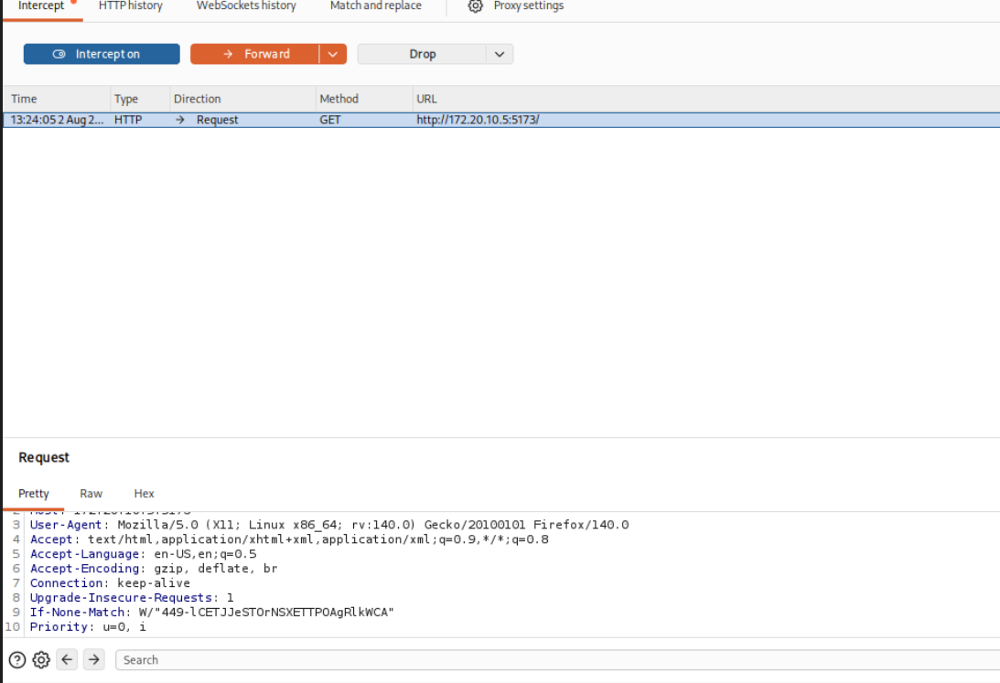 Intercept HTTP history WebSockets history Match and replace Proxy settings
Intercept on Forward Drop
Time Type Direction Method URL
13:24:05 2 Aug 2... HTTP → Request GET http://172.20.10.5:5173/
Request
Pretty Raw Hex
3 User-Agent: Mozilla/5.0 (X11; Linux x86_64; rv:140.0) Gecko/20100101 Firefox/140.0
4 Accept: text/html,application/xhtml+xml,application/xml;q=0.9,*/*;q=0.8
5 Accept-Language: en-US,en;q=0.5
6 Accept-Encoding: gzip, deflate, br
7 Connection: keep-alive
8 Upgrade-Insecure-Requests: 1
9 If-None-Match: W/"449-lCETJJeSTOrNSXETTPOAgRlkWCA"
10 Priority: u=0, i
Search